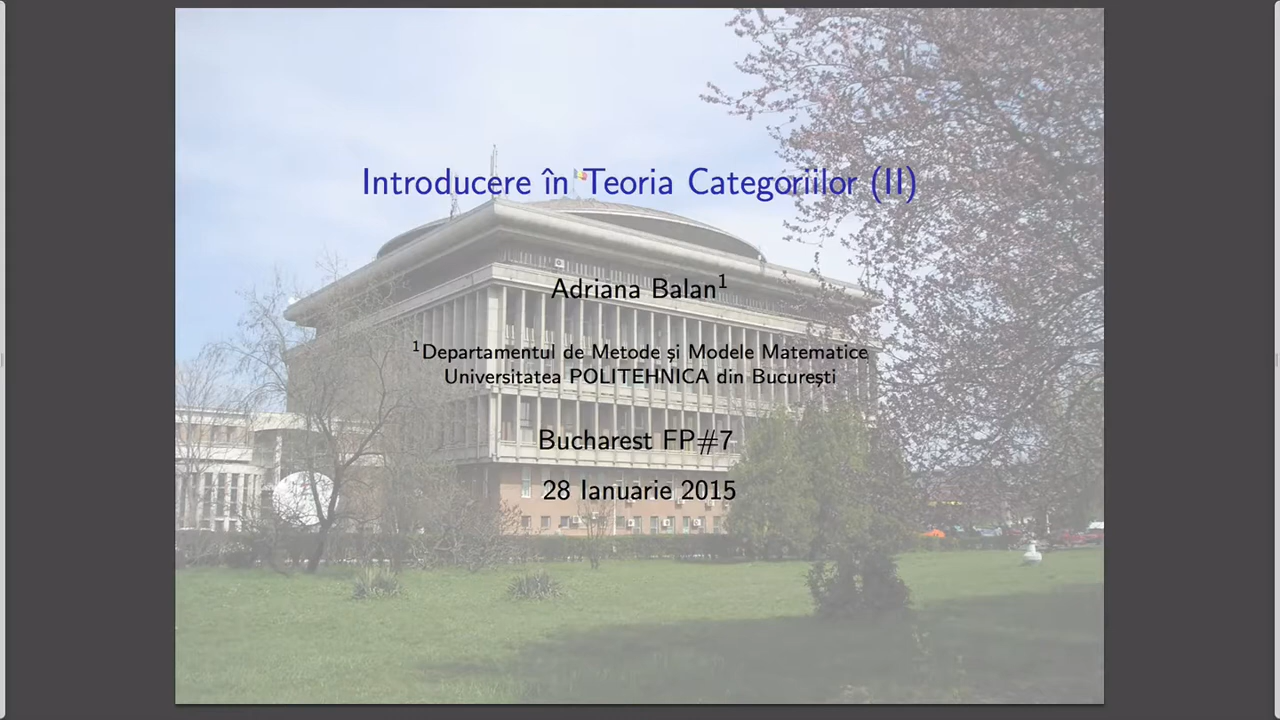 Introducere în Teoria Categoriilor (II)
Adriana Balan¹
¹Departamentul de Metode și Modele Matematice
Universitatea POLITEHNICA din București
Bucharest FP#7
28 Ianuarie 2015